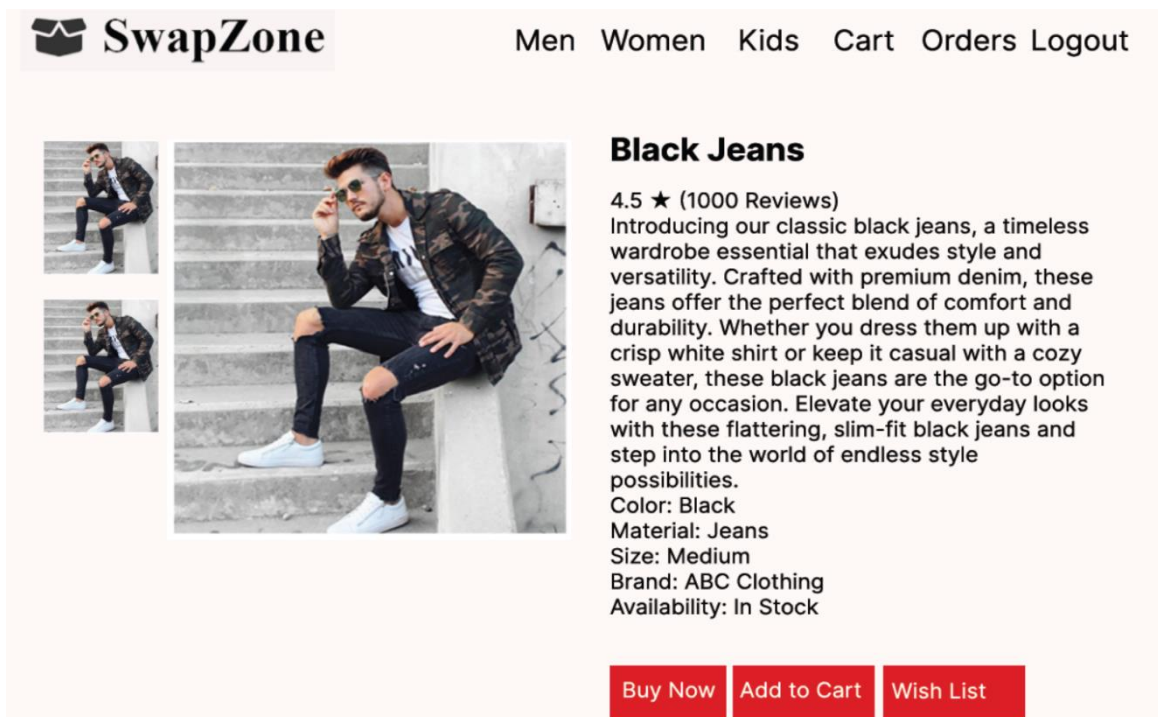 SwapZone
Men Women Kids Cart Orders Logout
Black Jeans
4.5 ★ (1000 Reviews)
Introducing our classic black jeans, a timeless
wardrobe essential that exudes style and
versatility. Crafted with premium denim, these
jeans offer the perfect blend of comfort and
durability. Whether you dress them up with a
crisp white shirt or keep it casual with a cozy
sweater, these black jeans are the go-to option
for any occasion. Elevate your everyday looks
with these flattering, slim-fit black jeans and
step into the world of endless style
possibilities.
Color: Black
Material: Jeans
Size: Medium
Brand: ABC Clothing
Availability: In Stock
Buy Now Add to Cart Wish List